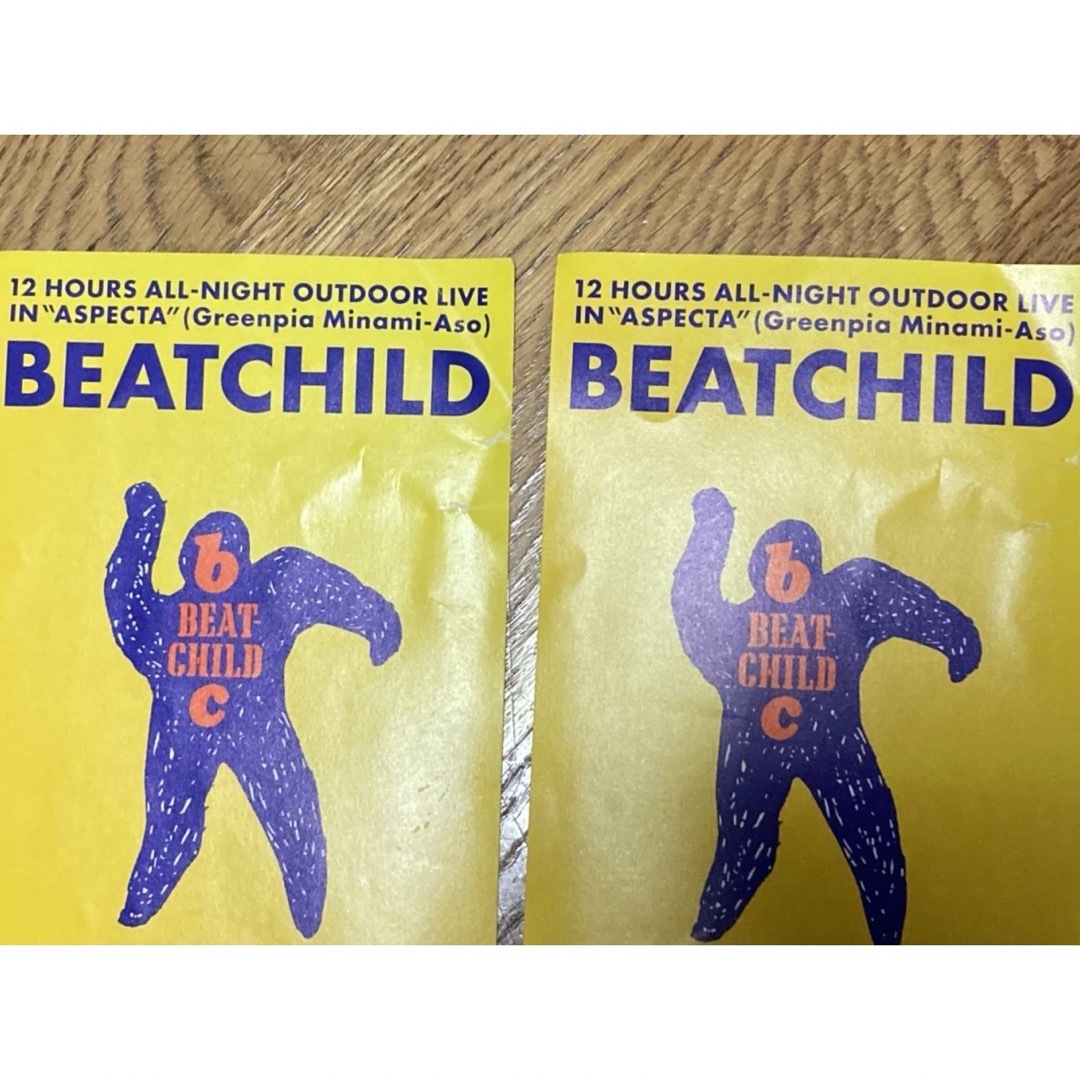 12 HOURS ALL-NIGHT OUTDOOR LIVE
IN "ASPECTA" (Greenpia Minami-Aso)
BEATCHILD
b
BEAT-
CHILD
c
12 HOURS ALL-NIGHT OUTDOOR LIVE
IN "ASPECTA" (Greenpia Minami-Aso)
BEATCHILD
b
BEAT-
CHILD
c